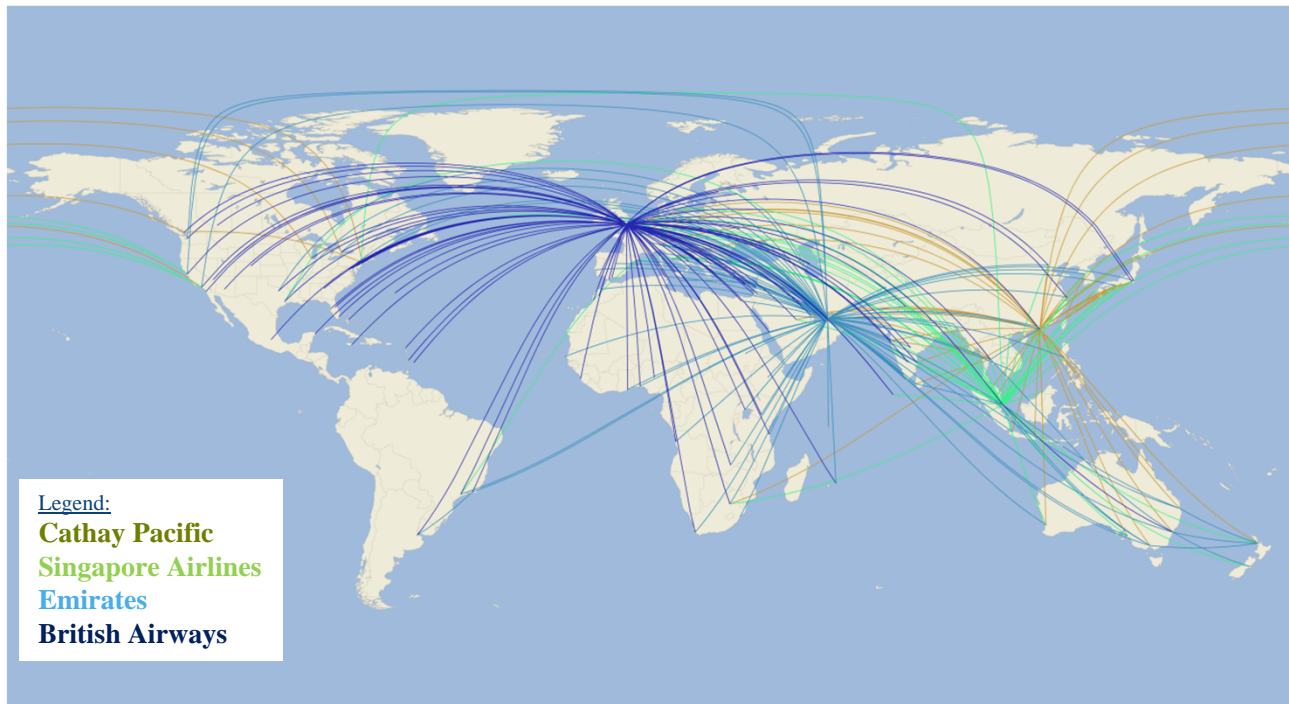 Legend:
Cathay Pacific
Singapore Airlines
Emirates
British Airways